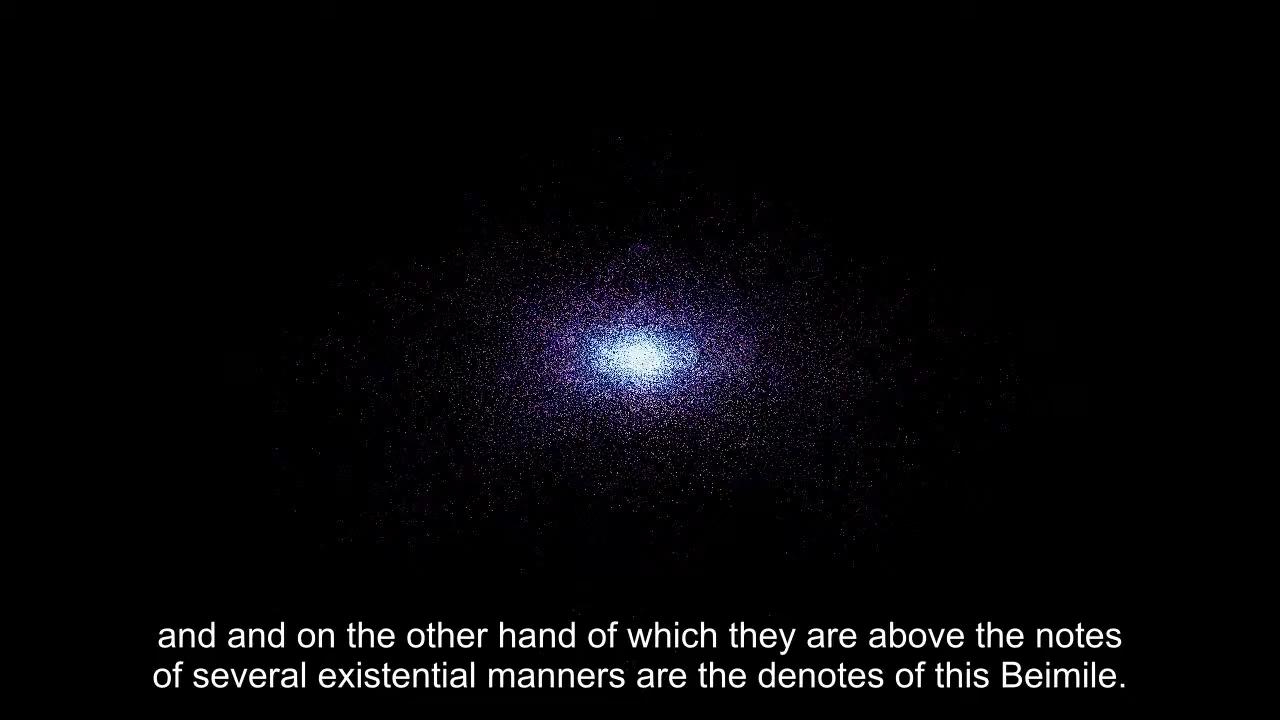 and and on the other hand of which they are above the notes
of several existential manners are the denotes of this Beimile.